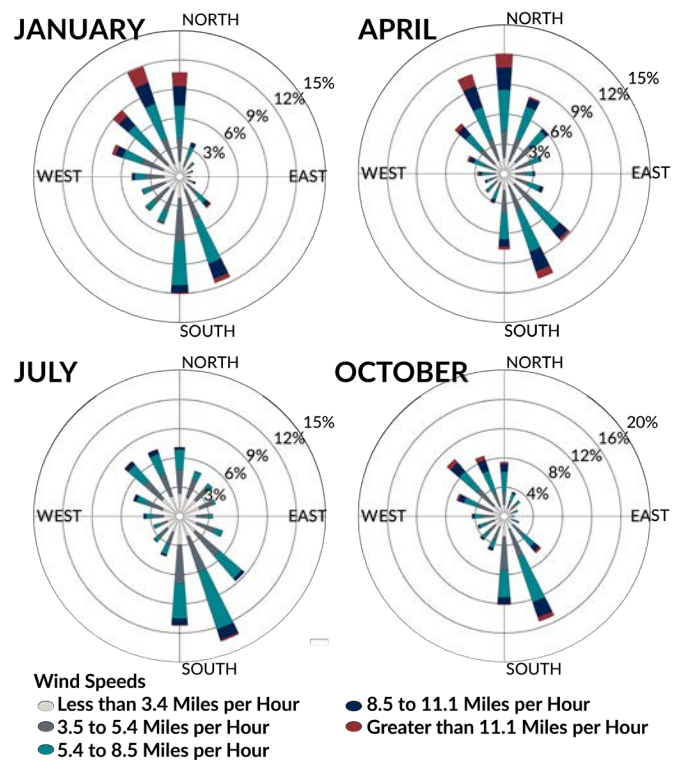 JANUARY
NORTH
15%
12%
9%
6%
3%
WEST
EAST
SOUTH
APRIL
NORTH
15%
12%
9%
6%
3%
WEST
EAST
SOUTH
JULY
NORTH
15%
12%
9%
6%
3%
WEST
EAST
SOUTH
OCTOBER
NORTH
20%
16%
12%
8%
4%
WEST
EAST
SOUTH
Wind Speeds
Less than 3.4 Miles per Hour
3.5 to 5.4 Miles per Hour
5.4 to 8.5 Miles per Hour
8.5 to 11.1 Miles per Hour
Greater than 11.1 Miles per Hour